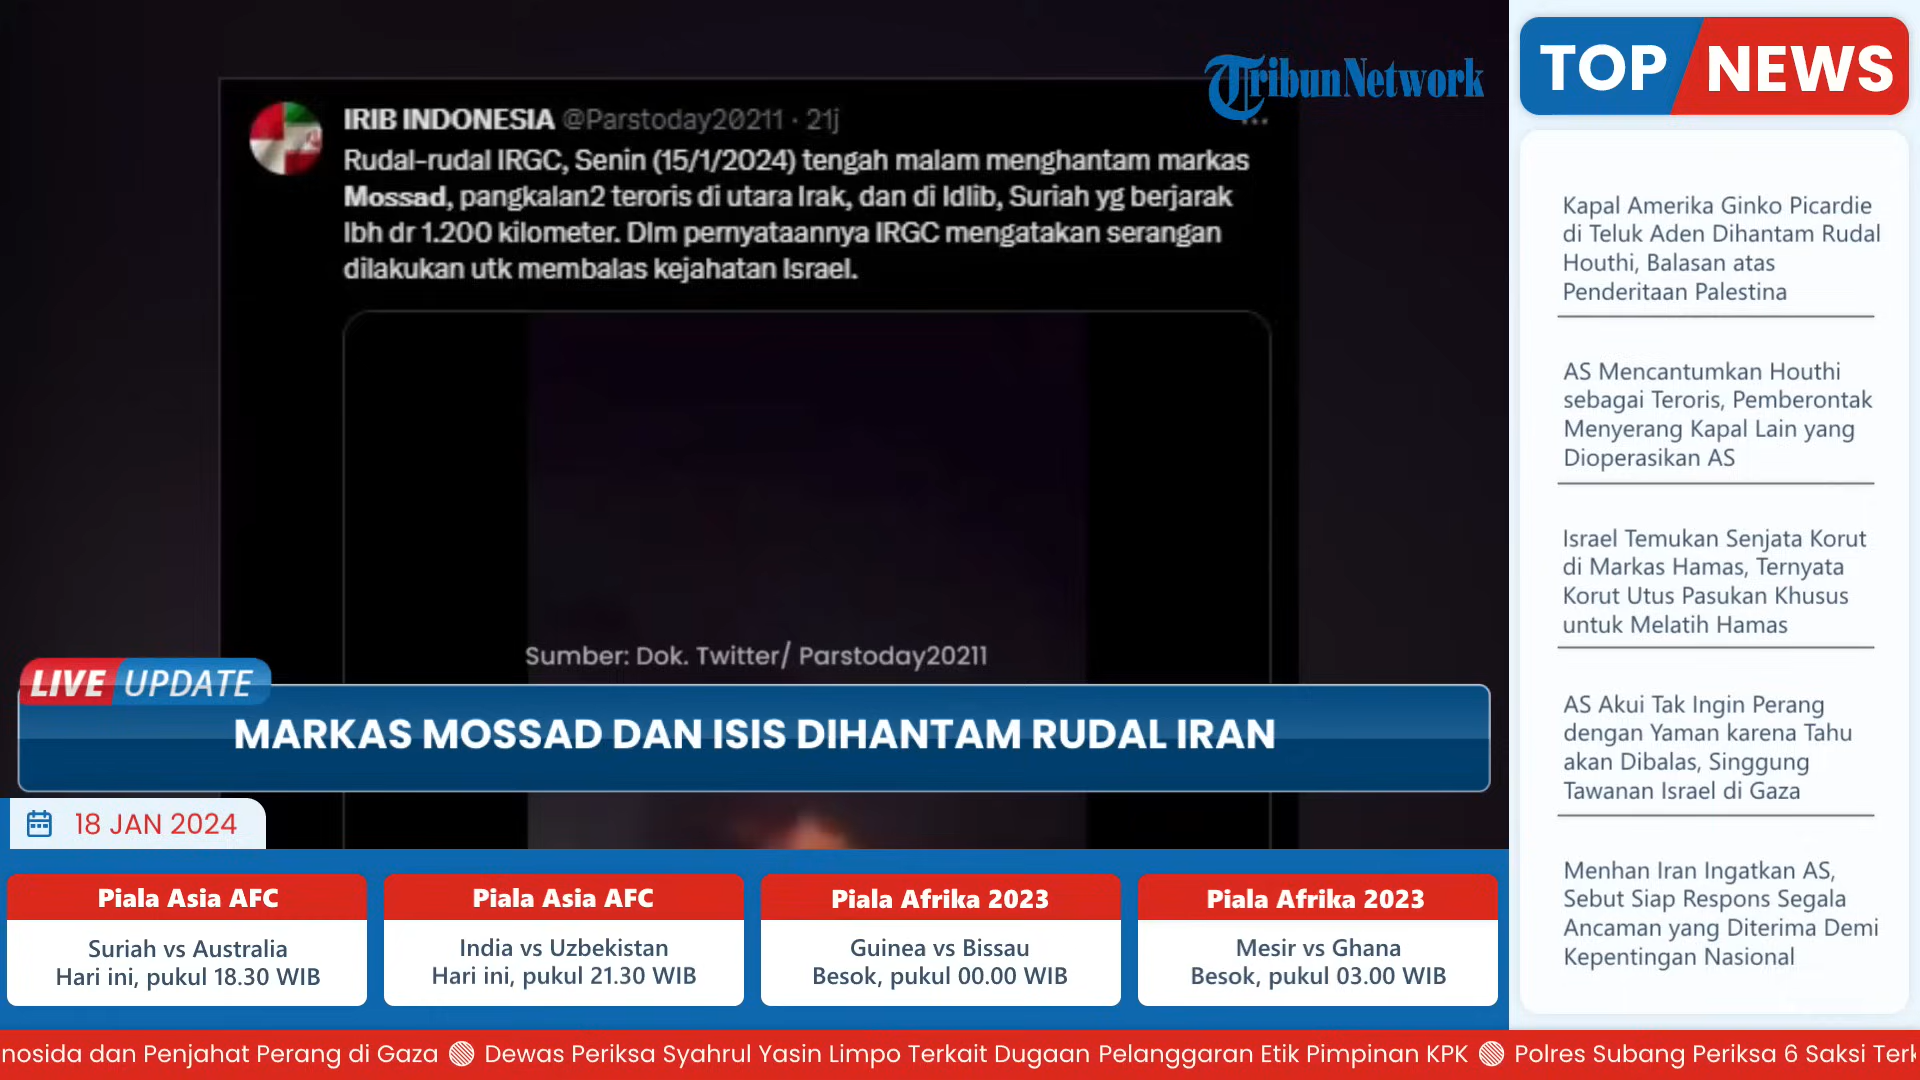 TribunNetwork
IRIB INDONESIA @Parstoday20211 · 21j
Rudal-rudal IRGC, Senin (15/1/2024) tengah malam menghantam markas
Mossad, pangkalan2 teroris di utara Irak, dan di Idlib, Suriah yg berjarak
lbh dr 1.200 kilometer. Dlm pernyataannya IRGC mengatakan serangan
dilakukan utk membalas kejahatan Israel.
Sumber: Dok. Twitter/ Parstoday20211
LIVE UPDATE
MARKAS MOSSAD DAN ISIS DIHANTAM RUDAL IRAN
18 JAN 2024
Piala Asia AFC
Suriah vs Australia
Hari ini, pukul 18.30 WIB
Piala Asia AFC
India vs Uzbekistan
Hari ini, pukul 21.30 WIB
Piala Afrika 2023
Guinea vs Bissau
Besok, pukul 00.00 WIB
Piala Afrika 2023
Mesir vs Ghana
Besok, pukul 03.00 WIB
TOP NEWS
Kapal Amerika Ginko Picardie
di Teluk Aden Dihantam Rudal
Houthi, Balasan atas
Penderitaan Palestina
AS Mencantumkan Houthi
sebagai Teroris, Pemberontak
Menyerang Kapal Lain yang
Dioperasikan AS
Israel Temukan Senjata Korut
di Markas Hamas, Ternyata
Korut Utus Pasukan Khusus
untuk Melatih Hamas
AS Akui Tak Ingin Perang
dengan Yaman karena Tahu
akan Dibalas, Singgung
Tawanan Israel di Gaza
Menhan Iran Ingatkan AS,
Sebut Siap Respons Segala
Ancaman yang Diterima Demi
Kepentingan Nasional
nosida dan Penjahat Perang di Gaza Dewas Periksa Syahrul Yasin Limpo Terkait Dugaan Pelanggaran Etik Pimpinan KPK Polres Subang Periksa 6 Saksi Terk